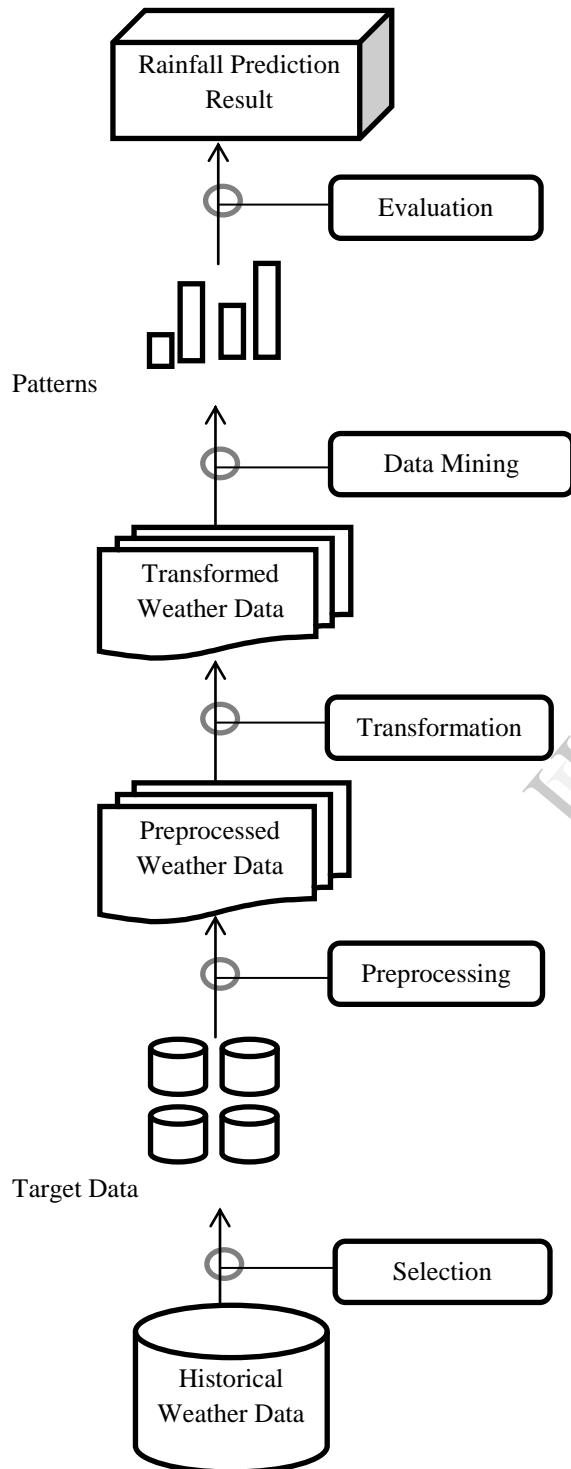 Rainfall Prediction
Result
Evaluation
Patterns
Data Mining
Transformed
Weather Data
Transformation
Preprocessed
Weather Data
Preprocessing
Target Data
Selection
Historical
Weather Data